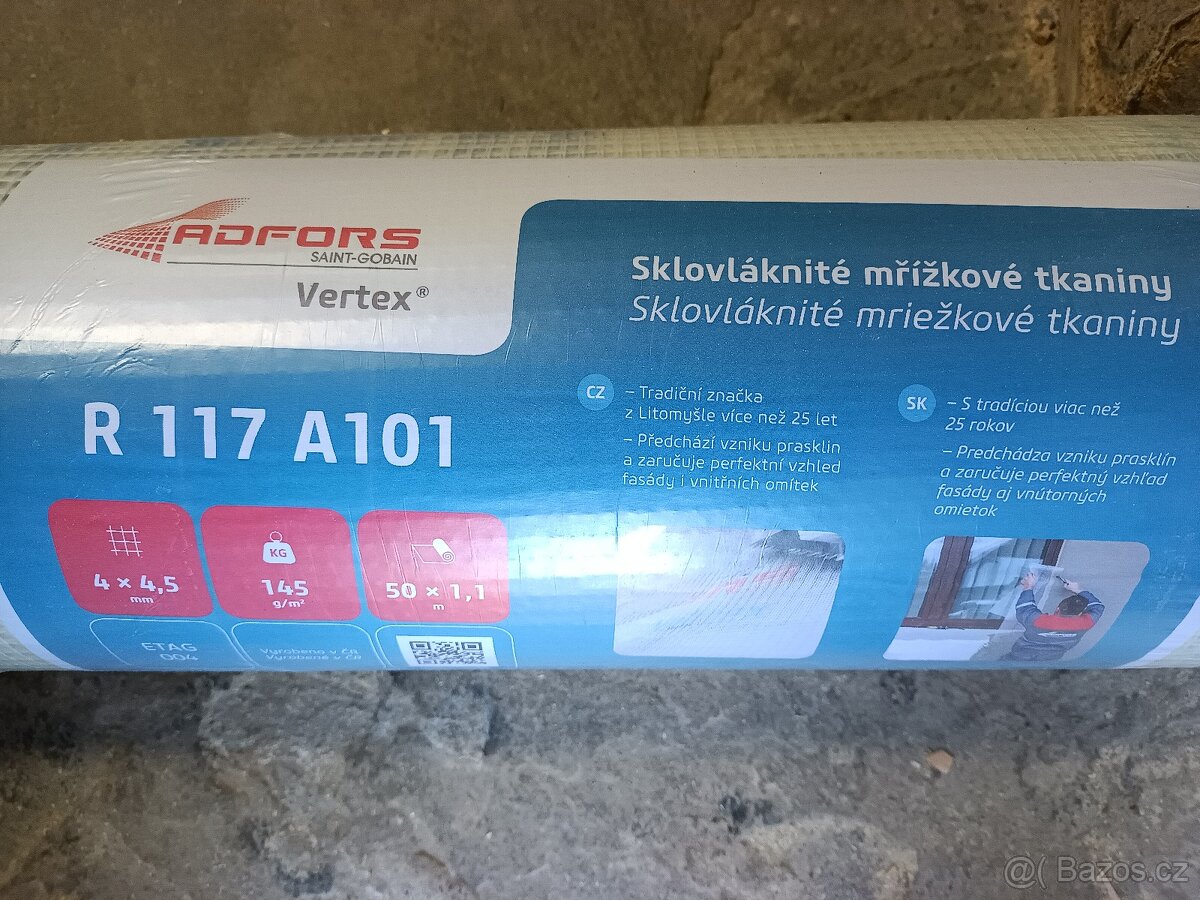 ADFORS
SAINT-GOBAIN
Vertex®
Sklovláknité mřížkové tkaniny
Sklovláknité mriežkové tkaniny
R 117 A101
CZ
– Tradiční značka
z Litomyšle více než 25 let
– Předchází vzniku prasklin
a zaručuje perfektní vzhled
fasády i vnitřních omítek
SK
– S tradíciou viac než
25 rokov
– Predchádza vzniku prasklín
a zaručuje perfektný vzhľad
fasády aj vnútorných
omietok
4 × 4,5
mm
KG
145
g/m²
50 × 1,1
m
ETAG
004
Vyrobeno v ČR
Vyrobené v ČR
ADFORS
@( Bazoš.cz